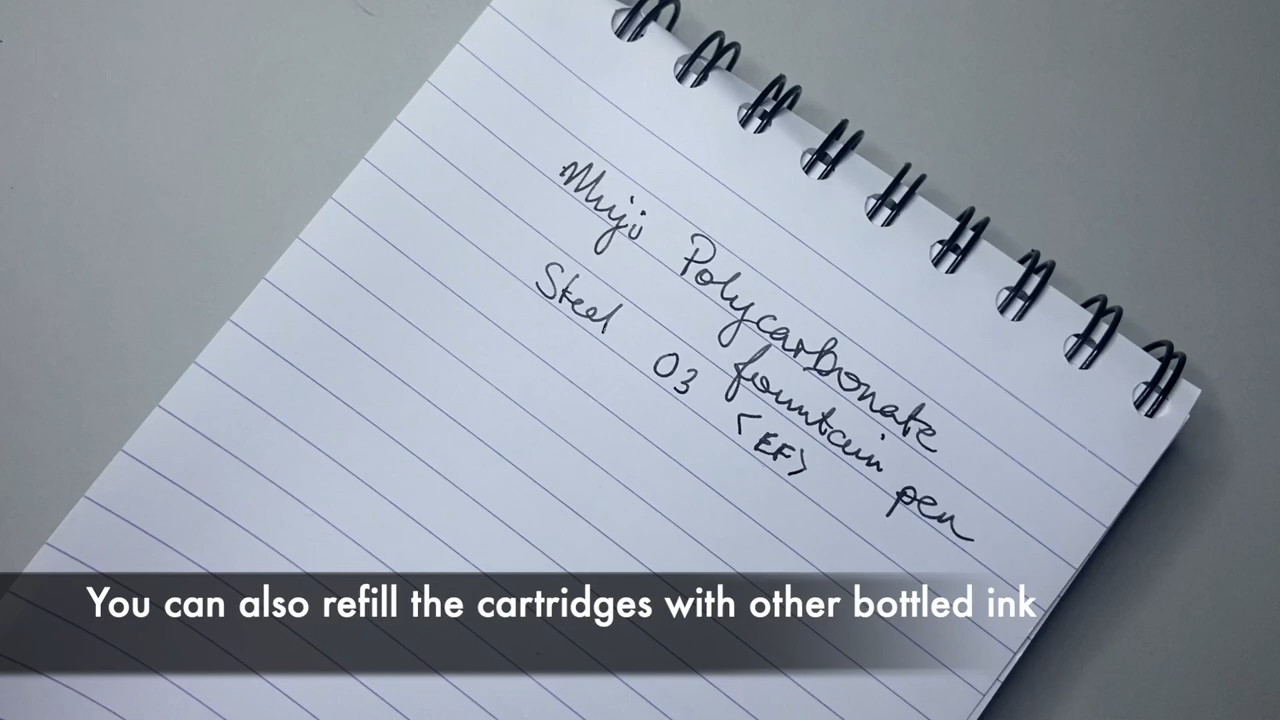 Muji Polycarbonate fountain pen
Steel 03 <EF>
You can also refill the cartridges with other bottled ink